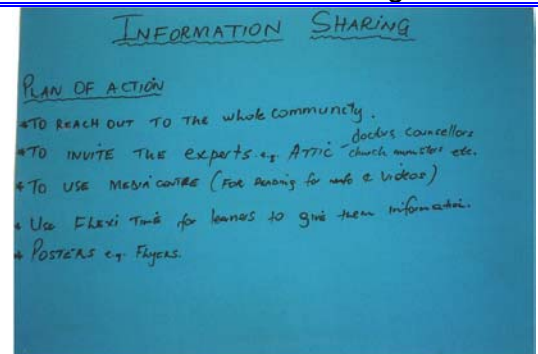 INFORMATION SHARING
PLAN OF ACTION
* TO REACH OUT TO THE whole community.
* TO INVITE THE experts e.g. ATTIC - doctors counsellors
church ministers etc.
* TO USE MEDIA CENTRE (FOR reading for info & videos)
* Use Flexi Time for learners to give them information.
* POSTERS e.g. Flyers.